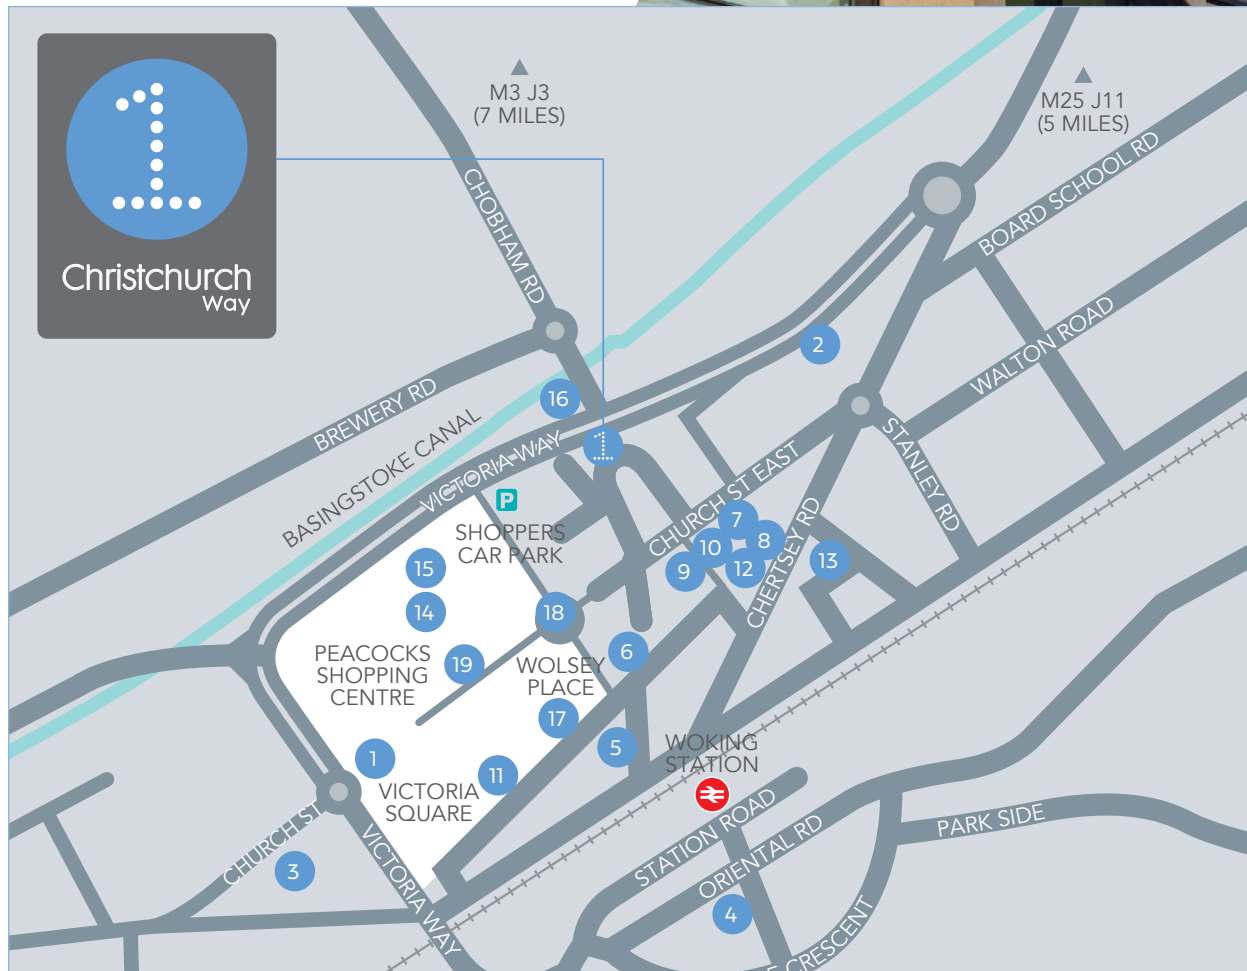 1
Christchurch
Way
M3 J3
(7 MILES)
M25 J11
(5 MILES)
CHOBHAM RD
BOARD SCHOOL RD
WALTON ROAD
BREWERY RD
BASINGSTOKE CANAL
VICTORIA WAY
16
2
1
P
SHOPPERS
CAR PARK
CHURCH ST EAST
STANLEY RD
CHERTSEY RD
7
8
10
9
12
13
15
14
18
6
PEACOCKS
SHOPPING
CENTRE
19
WOLSEY
PLACE
17
5
WOKING
STATION
1
11
VICTORIA
SQUARE
CHURCH ST
3
VICTORIA WAY
STATION ROAD
ORIENTAL RD
PARK SIDE
4
CRESCENT